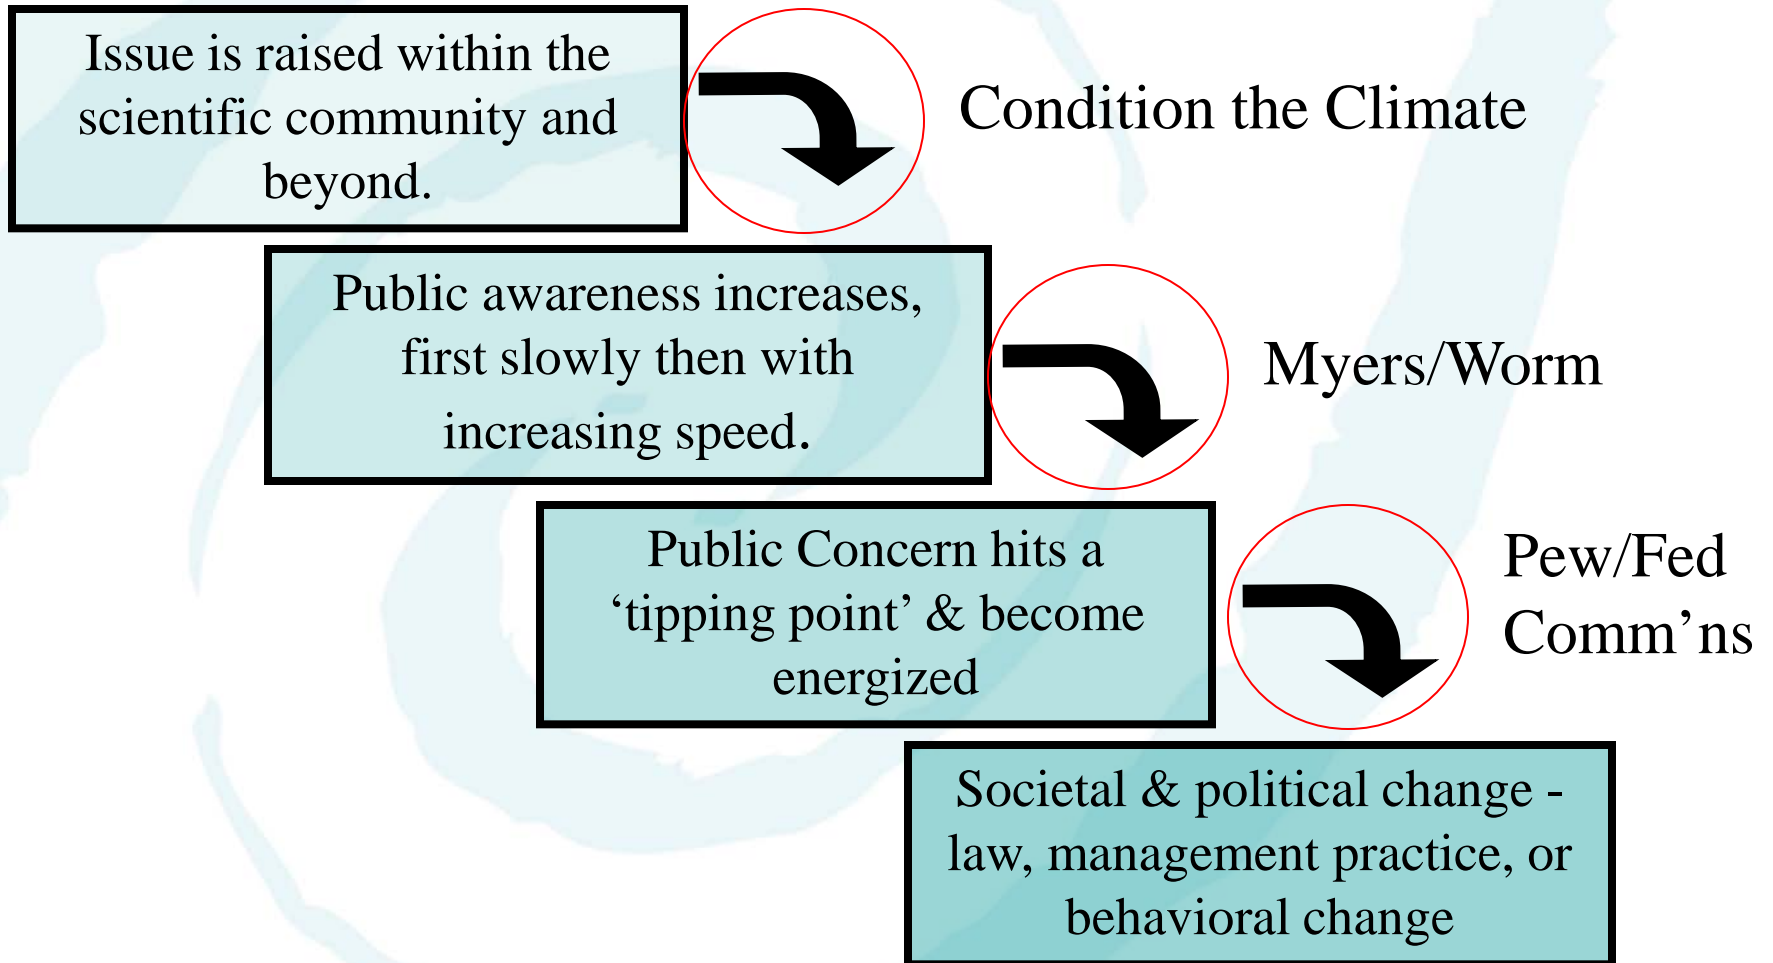 Issue is raised within the
scientific community and
beyond.
Condition the Climate
Public awareness increases,
first slowly then with
increasing speed.
Myers/Worm
Public Concern hits a
‘tipping point’ & become
energized
Pew/Fed
Comm’ns
Societal & political change -
law, management practice, or
behavioral change